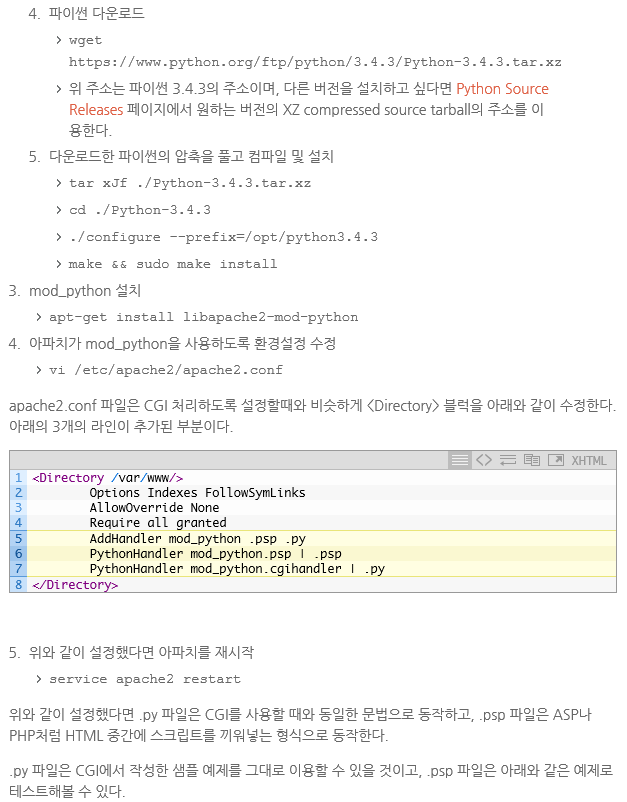 4. 파이썬 다운로드
› wget
https://www.python.org/ftp/python/3.4.3/Python-3.4.3.tar.xz
› 위 주소는 파이썬 3.4.3의 주소이며, 다른 버전을 설치하고 싶다면 Python Source
Releases 페이지에서 원하는 버전의 XZ compressed source tarball의 주소를 이
용한다.
5. 다운로드한 파이썬의 압축을 풀고 컴파일 및 설치
› tar xJf ./Python-3.4.3.tar.xz
› cd ./Python-3.4.3
› ./configure --prefix=/opt/python3.4.3
› make && sudo make install
3. mod_python 설치
› apt-get install libapache2-mod-python
4. 아파치가 mod_python을 사용하도록 환경설정 수정
› vi /etc/apache2/apache2.conf
apache2.conf 파일은 CGI 처리하도록 설정할때와 비슷하게 <Directory> 블럭을 아래와 같이 수정한다.
아래의 3개의 라인이 추가된 부분이다.
XHTML
1 <Directory /var/www/>
2 Options Indexes FollowSymLinks
3 AllowOverride None
4 Require all granted
5 AddHandler mod_python .psp .py
6 PythonHandler mod_python.psp | .psp
7 PythonHandler mod_python.cgihandler | .py
8 </Directory>
5. 위와 같이 설정했다면 아파치를 재시작
› service apache2 restart
위와 같이 설정했다면 .py 파일은 CGI를 사용할 때와 동일한 문법으로 동작하고, .psp 파일은 ASP나
PHP처럼 HTML 중간에 스크립트를 끼워넣는 형식으로 동작한다.
.py 파일은 CGI에서 작성한 샘플 예제를 그대로 이용할 수 있을 것이고, .psp 파일은 아래와 같은 예제로
테스트해볼 수 있다.